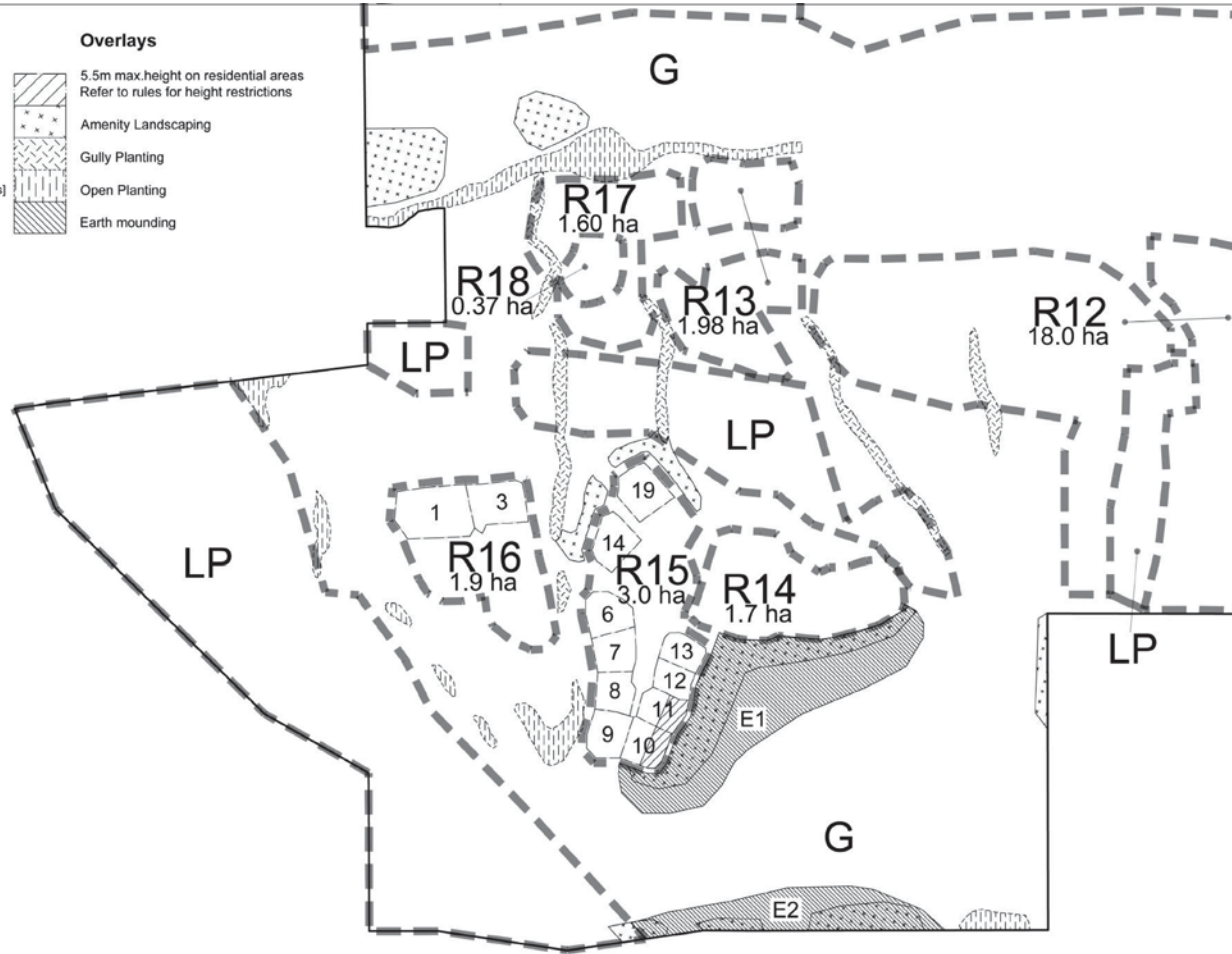 Overlays
5.5m max.height on residential areas
Refer to rules for height restrictions
Amenity Landscaping
Gully Planting
Open Planting
Earth mounding
s]
G
R17
1.60 ha
R18
0.37 ha
R13
1.98 ha
R12
18.0 ha
LP
LP
19
1
3
14
LP
R16
1.9 ha
R15
3.0 ha
R14
1.7 ha
6
7
13
LP
8
12
11
9
10
E1
G
E2